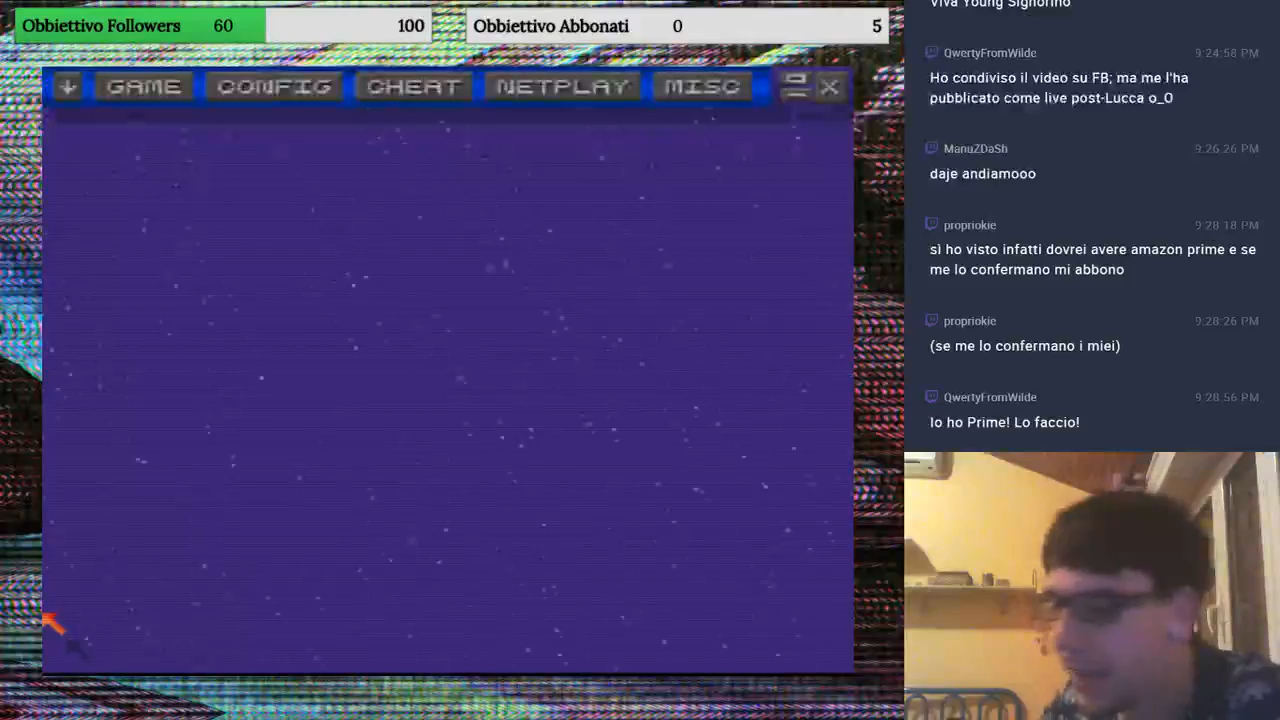 Obbiettivo Followers 60 100
Obbiettivo Abbonati 0 5
GAME CONFIG CHEAT NETPLAY MISC
Viva Young Signorino
QwertyFromWilde 9:24:58 PM
Ho condiviso il video su FB; ma me l'ha
pubblicato come live post-Lucca o_O
ManuZDaSh 9:26:26 PM
daje andiamooo
propriokie 9:28:18 PM
sì ho visto infatti dovrei avere amazon prime e se
me lo confermano mi abbono
propriokie 9:28:26 PM
(se me lo confermano i miei)
QwertyFromWilde 9:28:56 PM
Io ho Prime! Lo faccio!